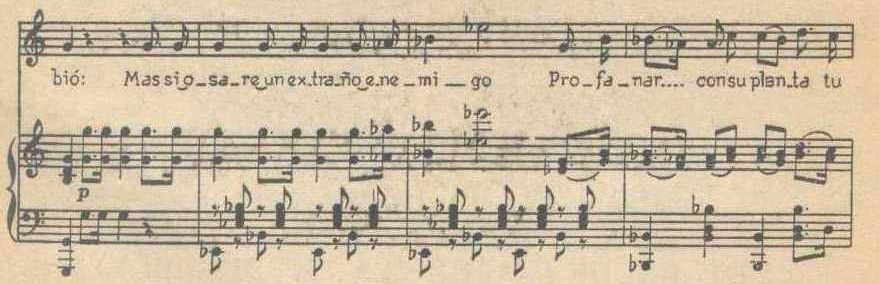 bió: Mas si o_sa_re un ex_tra_ño e_ne_mi_go Pro_fa_nar.... con su plan_ta tu
p